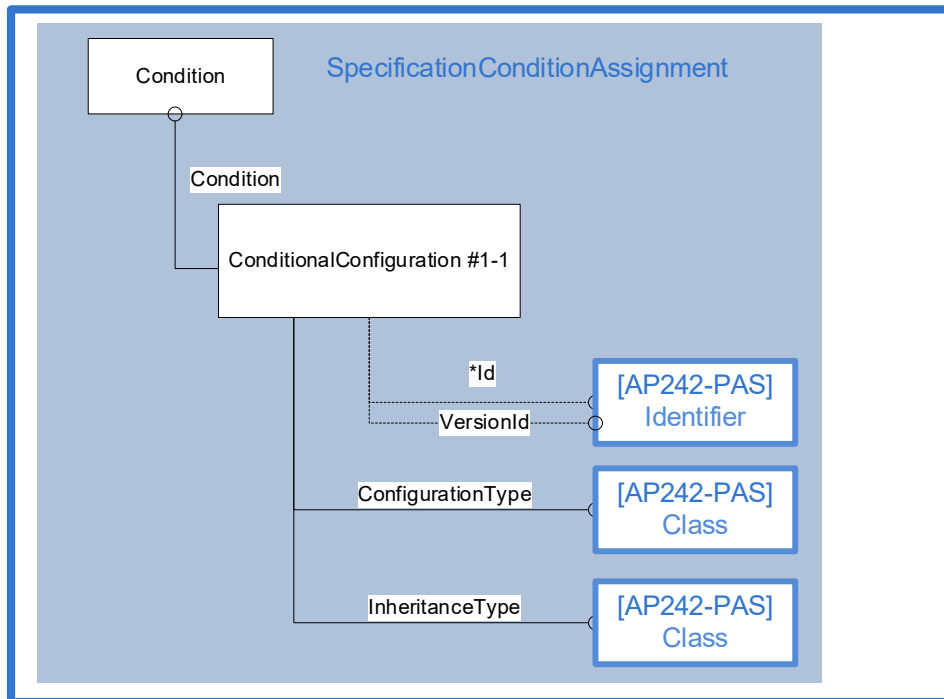 Condition
SpecificationConditionAssignment
Condition
ConditionalConfiguration #1-1
*Id
[AP242-PAS]
Identifier
VersionId
ConfigurationType
[AP242-PAS]
Class
InheritanceType
[AP242-PAS]
Class